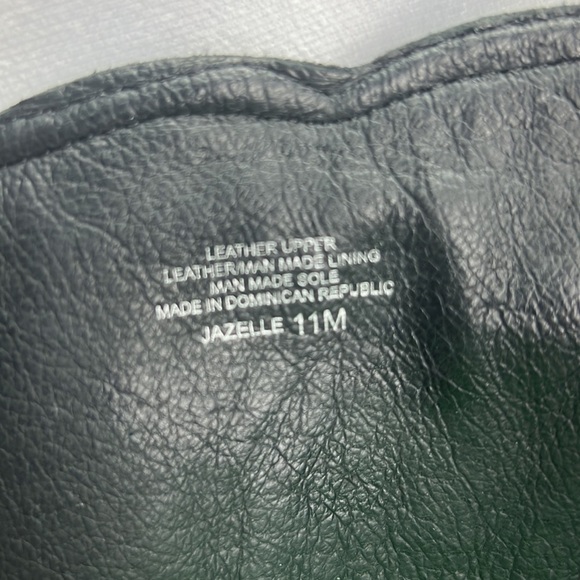 LEATHER UPPER
LEATHER/MAN MADE LINING
MAN MADE SOLE
MADE IN DOMINICAN REPUBLIC
JAZELLE 11M